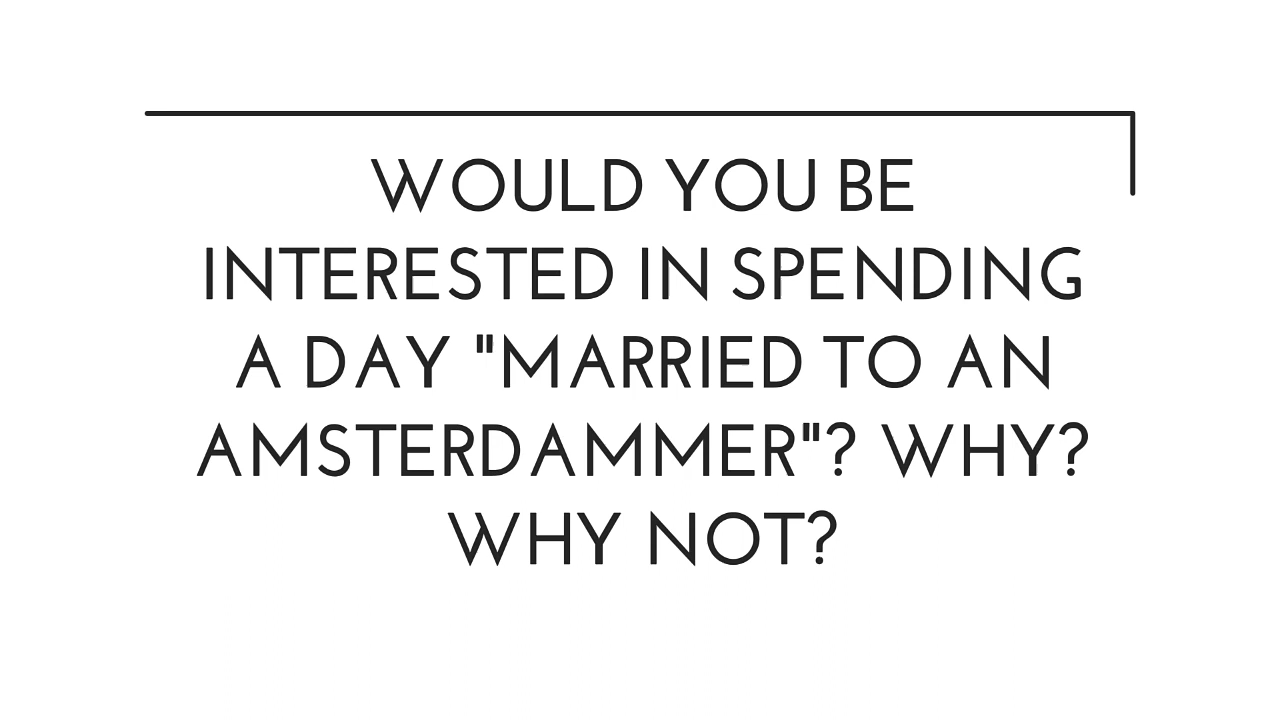 WOULD YOU BE
INTERESTED IN SPENDING
A DAY "MARRIED TO AN
AMSTERDAMMER"? WHY?
WHY NOT?